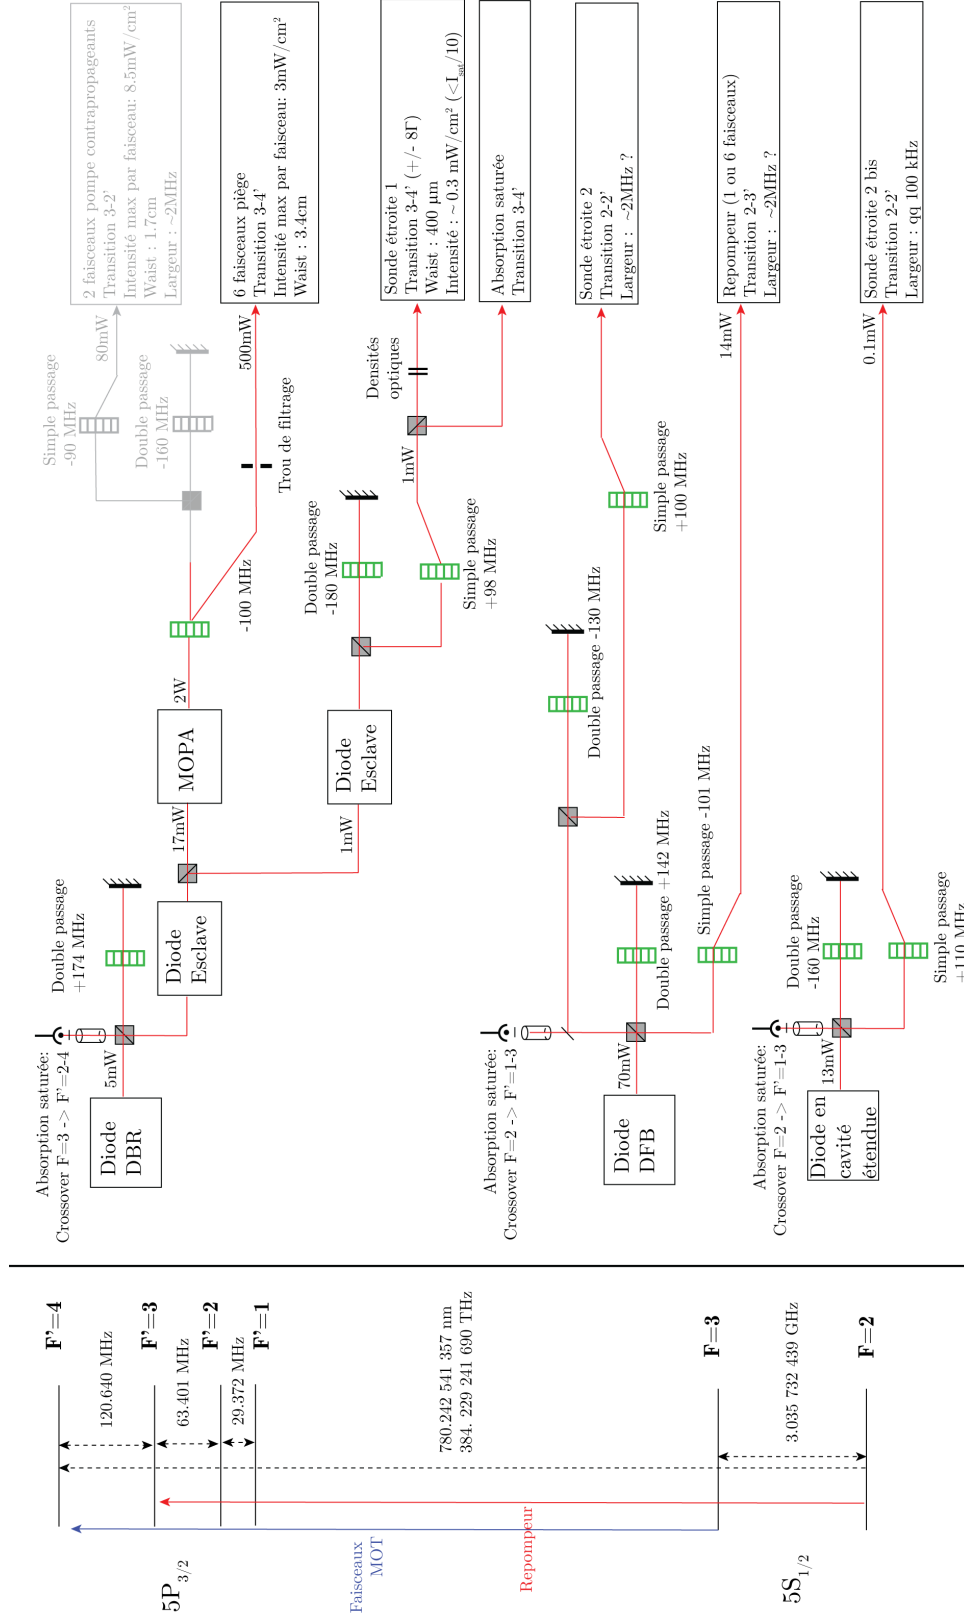 F'=4
F'=3
F'=2
F'=1
120.640 MHz
63.401 MHz
29.372 MHz
5P3/2
780.242 541 357 nm
384. 229 241 690 THz
Faisceaux
MOT
Repompeur
F=3
3.035 732 439 GHz
F=2
5S1/2
Absorption saturée:
Crossover F=3 -> F'=2-4
Diode
DBR
5mW
Double passage
+174 MHz
Diode
Esclave
17mW
MOPA
2W
-100 MHz
Simple passage
-90 MHz
80mW
Double passage
-160 MHz
2 faisceaux pompe contrapropageants
Transition 3-2'
Intensité max par faisceau: 8.5mW/cm²
Waist : 1.7cm
Largeur : ~2MHz
Trou de filtrage
500mW
6 faisceaux piège
Transition 3-4'
Intensité max par faisceau: 3mW/cm²
Waist : 3.4cm
1mW
Diode
Esclave
Double passage
-180 MHz
Simple passage
+98 MHz
1mW
Densités
optiques
Sonde étroite 1
Transition 3-4' (+/- 8Γ)
Waist : 400 µm
Intensité : ~0.3 mW/cm² (<Isat/10)
Absorption saturée
Transition 3-4'
Absorption saturée:
Crossover F=2 -> F'=1-3
Diode
DFB
70mW
Double passage -130 MHz
Simple passage
+100 MHz
Sonde étroite 2
Transition 2-2'
Largeur : ~2MHz ?
Double passage +142 MHz
Simple passage -101 MHz
14mW
Repompeur (1 ou 6 faisceaux)
Transition 2-3'
Largeur : ~2MHz ?
Absorption saturée:
Crossover F=2 -> F'=1-3
Diode en
cavité
étendue
13mW
Double passage
-160 MHz
Simple passage
+110 MHz
0.1mW
Sonde étroite 2 bis
Transition 2-2'
Largeur : qq 100 kHz